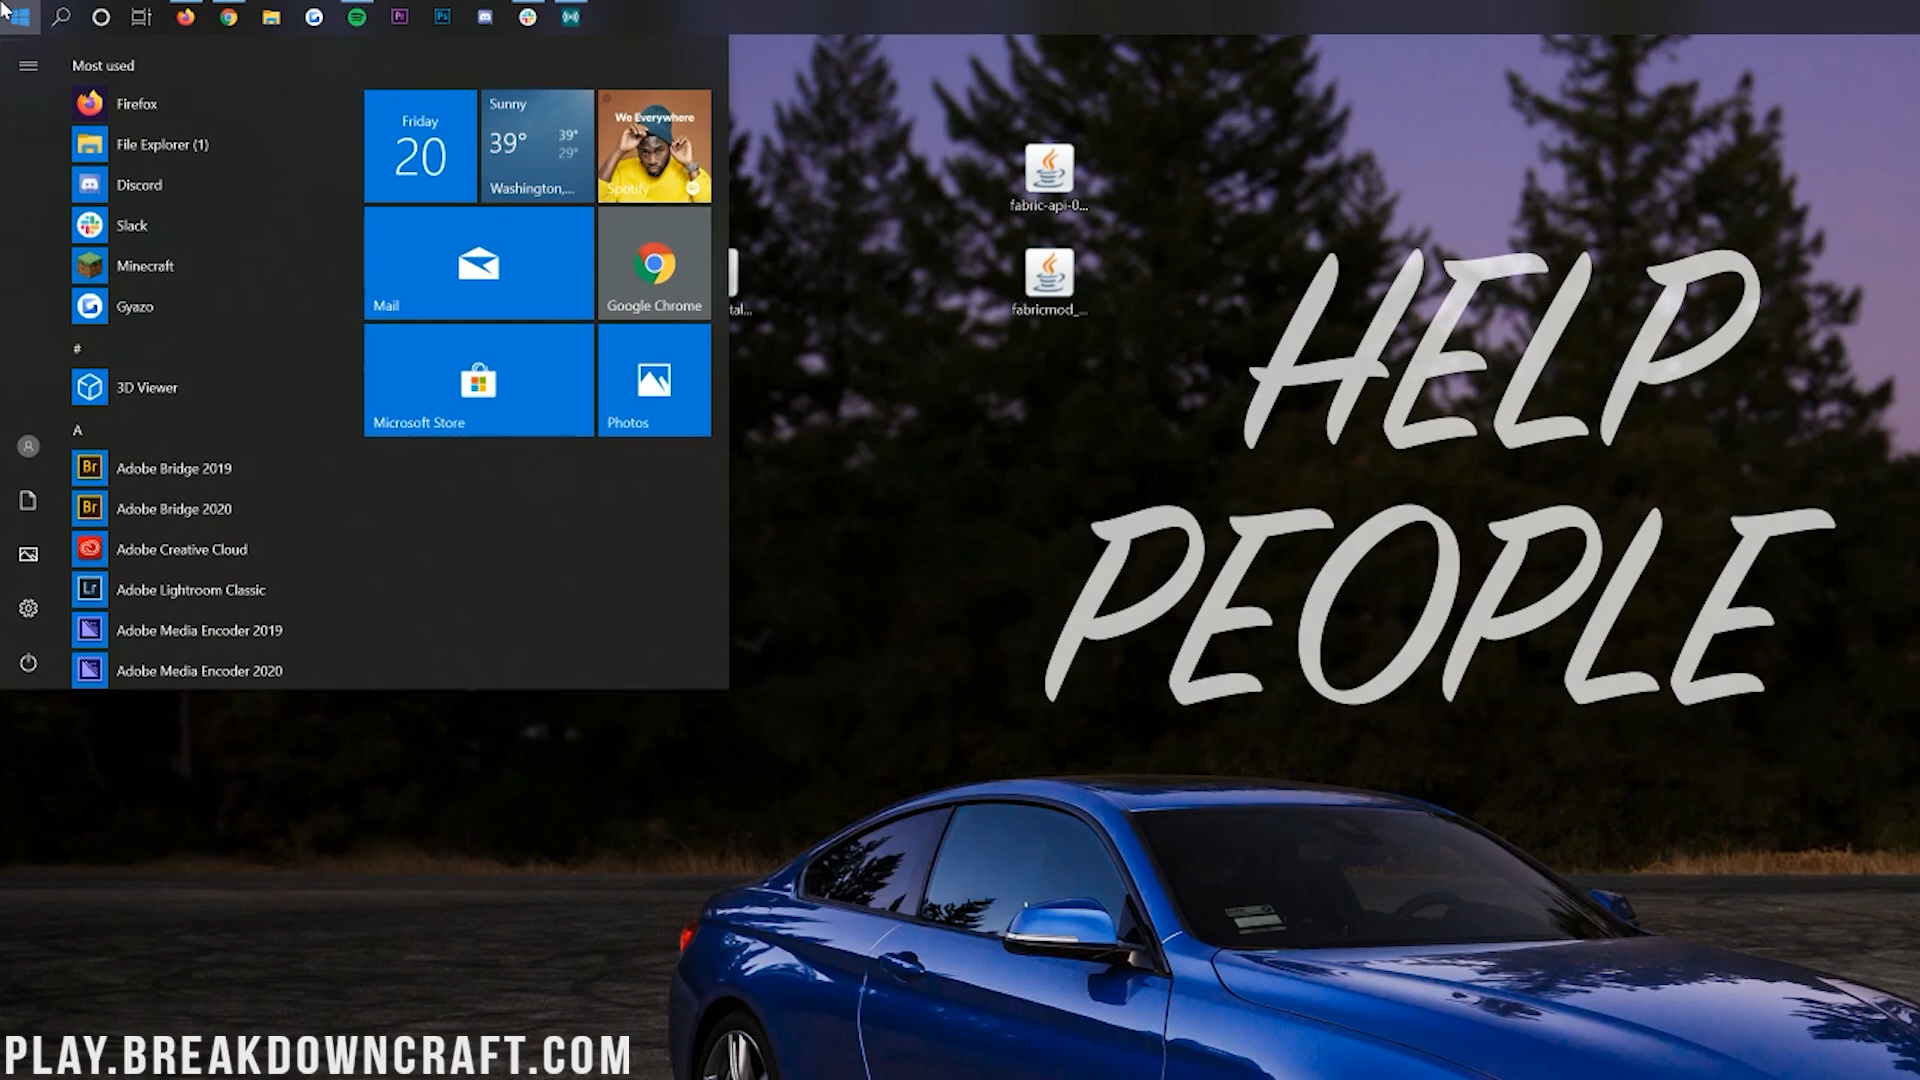 Most used
Firefox
File Explorer (1)
Discord
Slack
Minecraft
Gyazo
#
3D Viewer
A
Adobe Bridge 2019
Adobe Bridge 2020
Adobe Creative Cloud
Adobe Lightroom Classic
Adobe Media Encoder 2019
Adobe Media Encoder 2020
Friday
20
Sunny
39° 39°
29°
Washington,...
We Everywhere
Spotify
Mail
Google Chrome
Microsoft Store
Photos
tal...
fabric-api-0...
fabricmod_...
HELP
PEOPLE
PLAY.BREAKDOWNCRAFT.COM